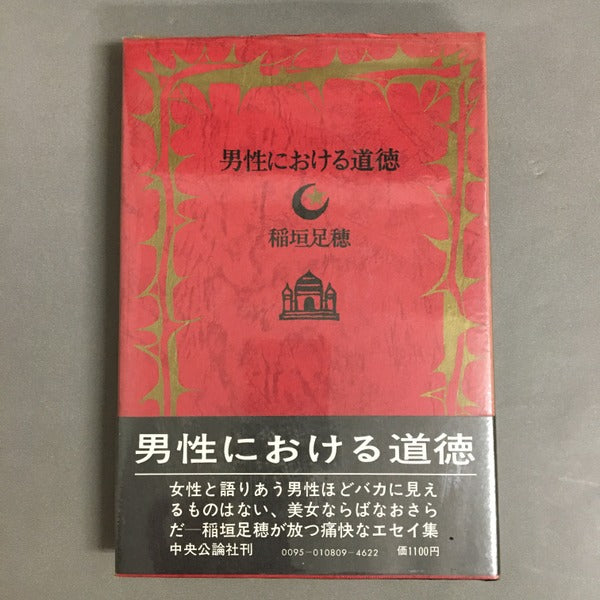 男性における道徳
稲垣足穂
男性における道徳
女性と語りあう男性ほどバカに見え
るものはない、美女ならばなおさら
だ―稲垣足穂が放つ痛快なエセイ集
中央公論社刊 0095-010809-4622 価1100円